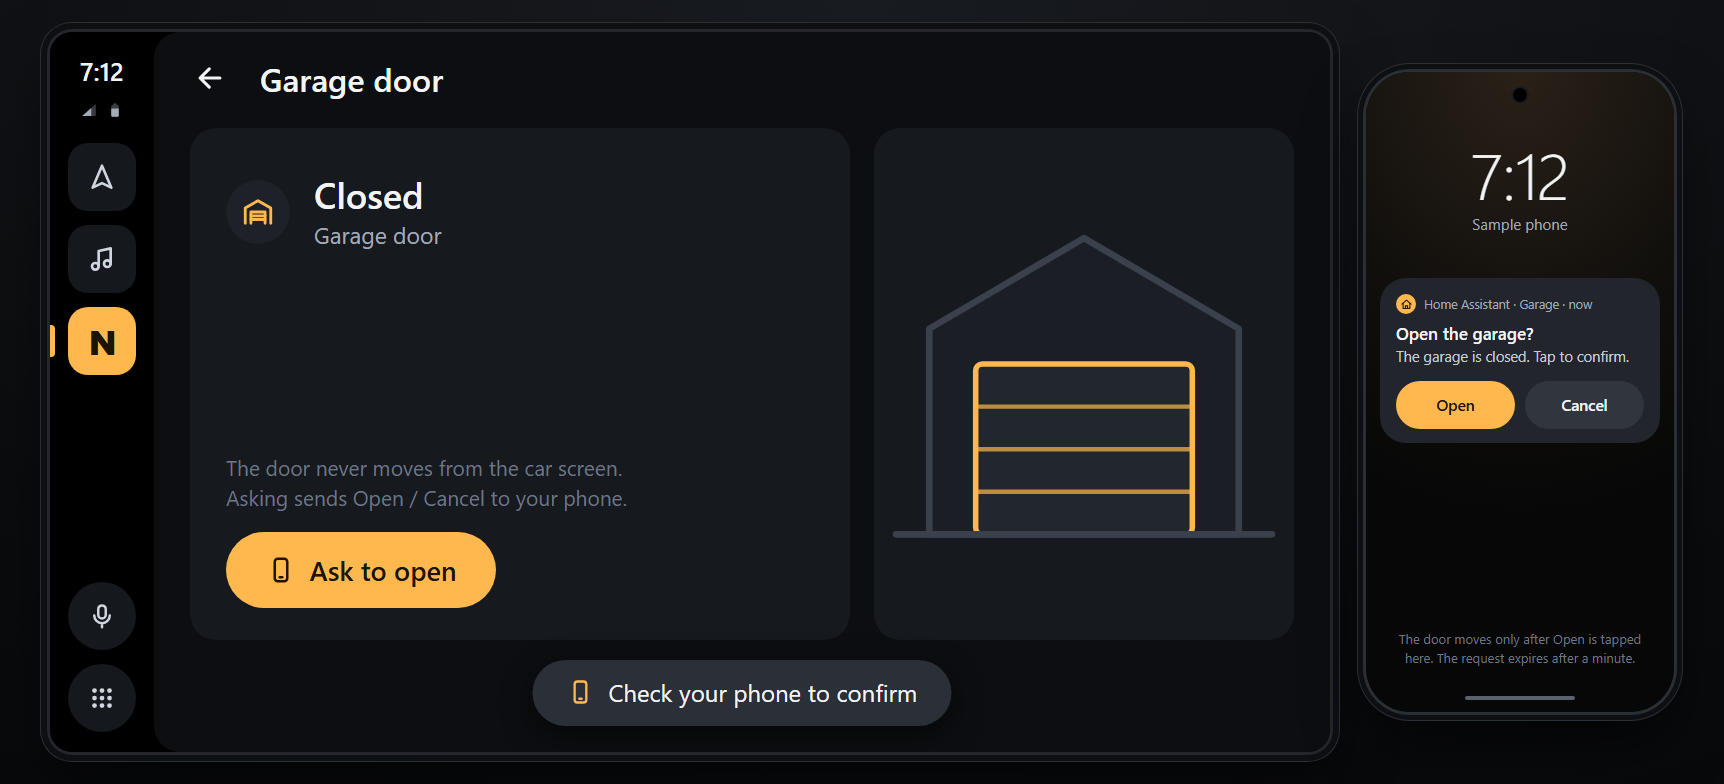 7:12
N
Garage door
Closed
Garage door
The door never moves from the car screen.
Asking sends Open / Cancel to your phone.
Ask to open
Check your phone to confirm
7:12
Sample phone
Home Assistant · Garage · now
Open the garage?
The garage is closed. Tap to confirm.
Open
Cancel
The door moves only after Open is tapped
here. The request expires after a minute.